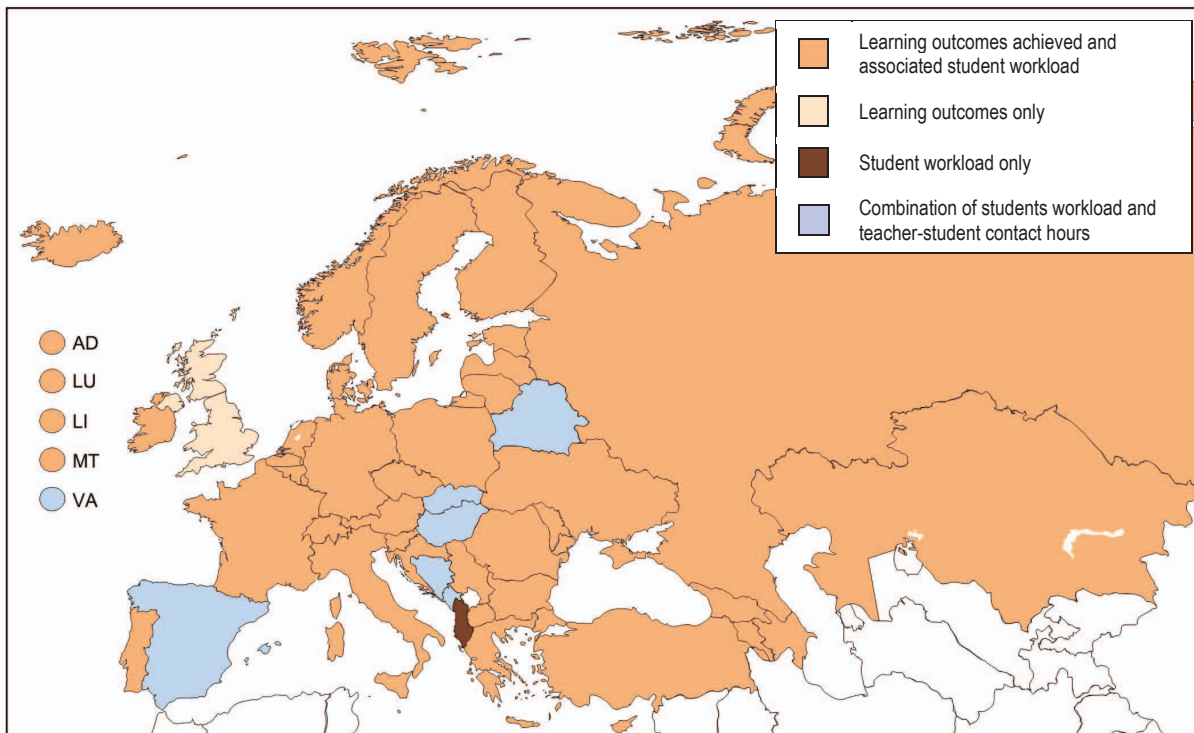 Learning outcomes achieved and
associated student workload
Learning outcomes only
Student workload only
Combination of students workload and
teacher-student contact hours
AD
LU
LI
MT
VA